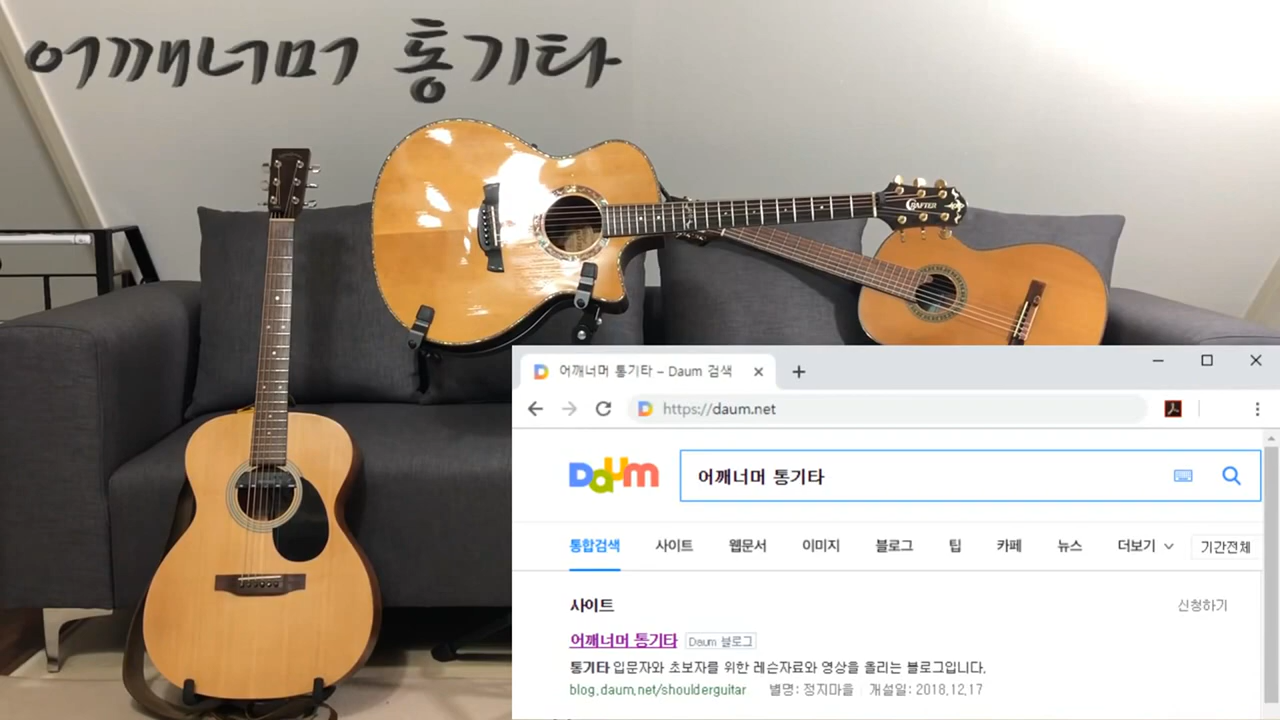 어깨너머 통기타
CRAFTER
어깨너머 통기타 – Daum 검색
https://daum.net
Daum
어깨너머 통기타
통합검색 사이트 웹문서 이미지 블로그 팁 카페 뉴스 더보기 기간전체
사이트 신청하기
어깨너머 통기타 Daum 블로그
통기타 입문자와 초보자를 위한 레슨자료와 영상을 올리는 블로그입니다.
blog.daum.net/shoulderguitar 별명: 정지마을 개설일: 2018.12.17